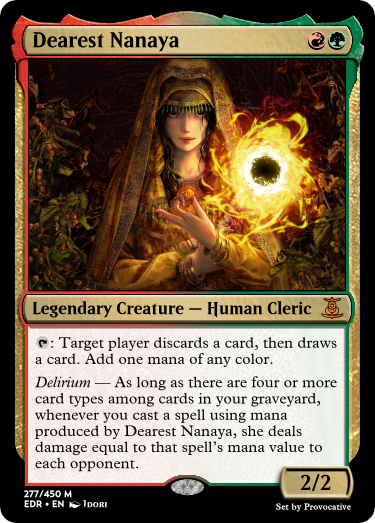 Dearest Nanaya
Legendary Creature — Human Cleric
: Target player discards a card, then draws
a card. Add one mana of any color.
Delirium — As long as there are four or more
card types among cards in your graveyard,
whenever you cast a spell using mana
produced by Dearest Nanaya, she deals
damage equal to that spell's mana value to
each opponent.
2/2
277/450 M
EDR • EN IDORI
Set by Provocative